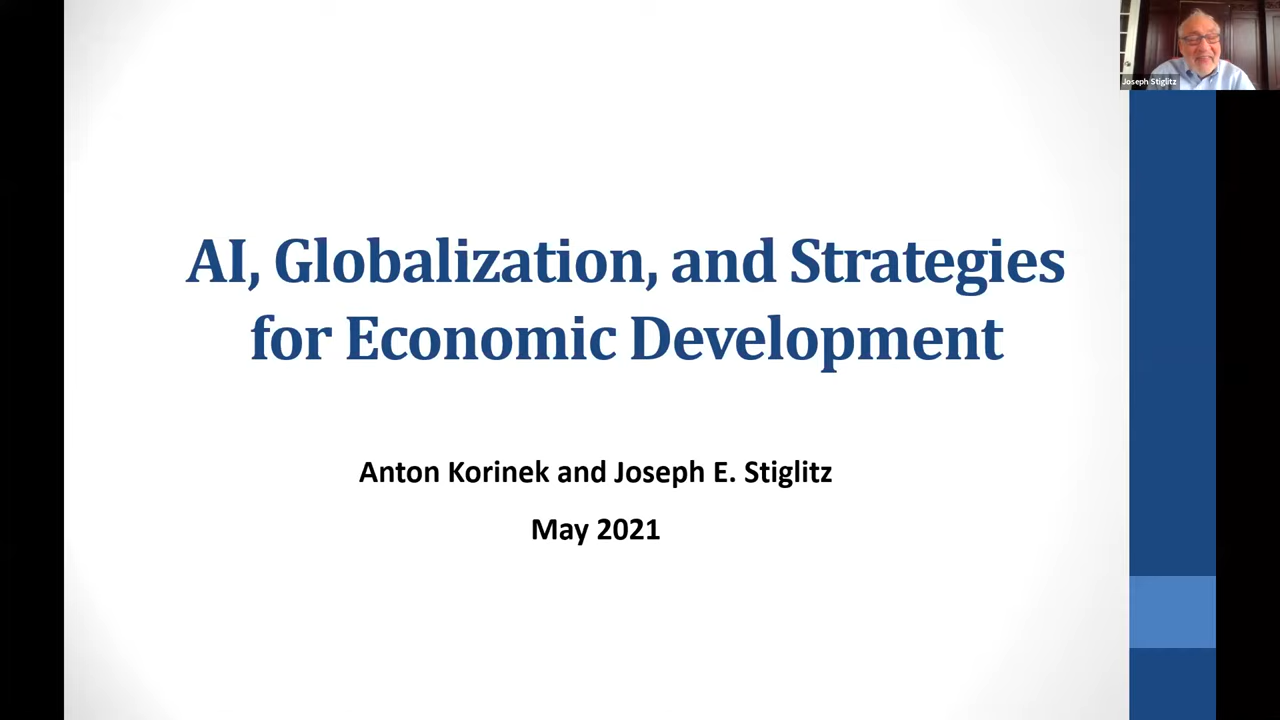 Joseph Stiglitz
AI, Globalization, and Strategies
for Economic Development
Anton Korinek and Joseph E. Stiglitz
May 2021